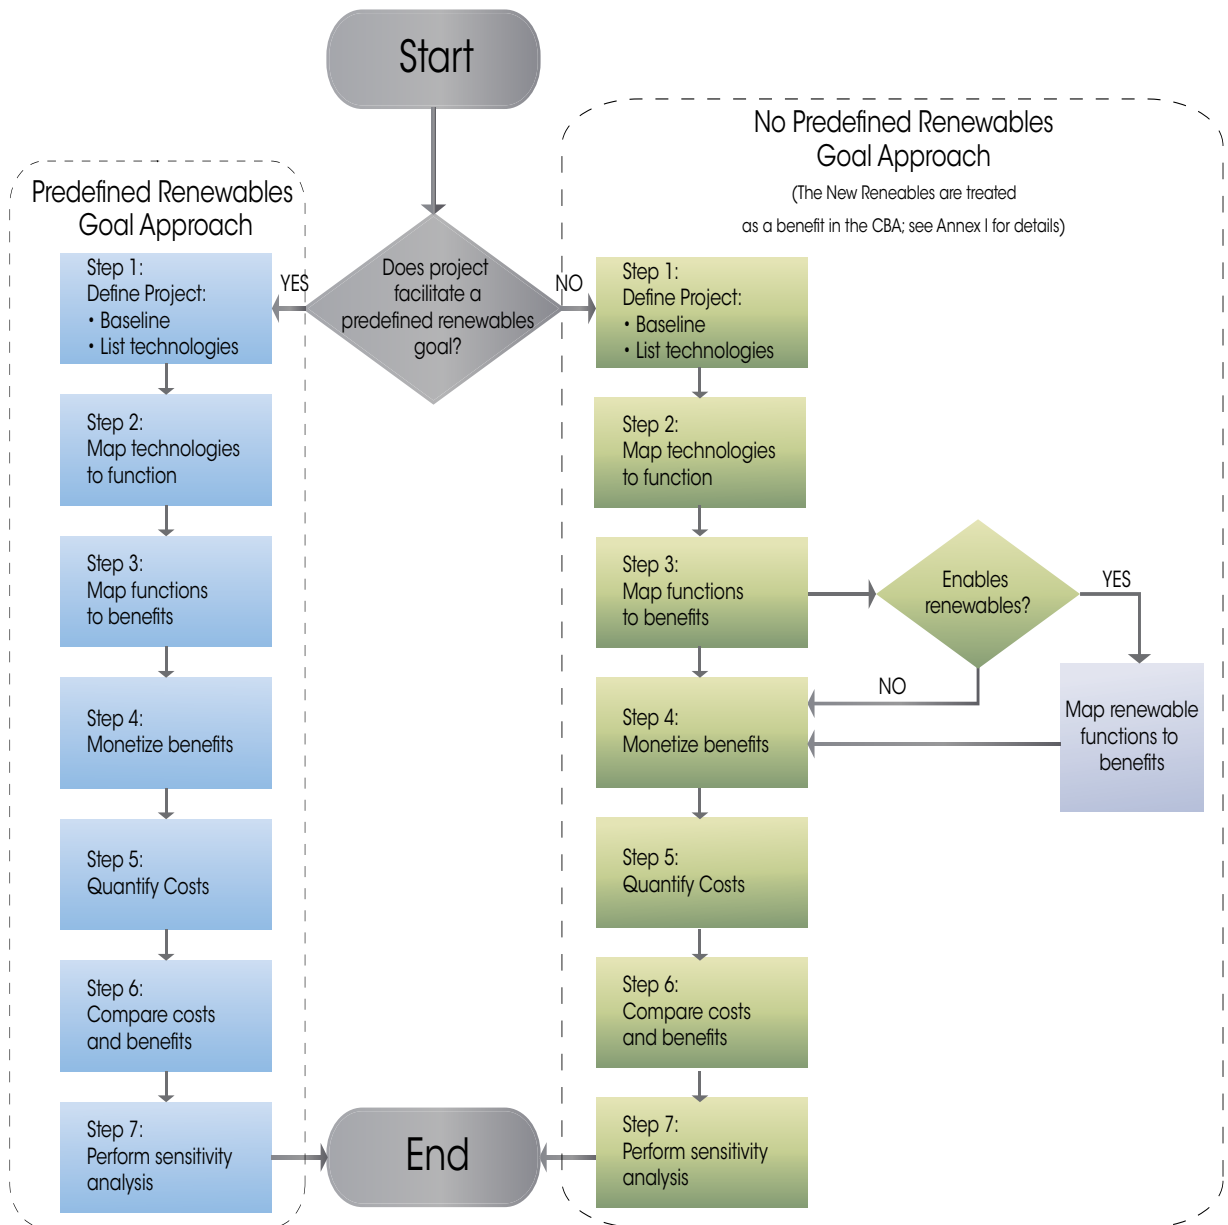 Start
Predefined Renewables
Goal Approach
No Predefined Renewables
Goal Approach
(The New Reneables are treated
as a benefit in the CBA; see Annex I for details)
Does project
facilitate a
predefined renewables
goal?
YES
NO
Step 1:
Define Project:
• Baseline
• List technologies
Step 2:
Map technologies
to function
Step 3:
Map functions
to benefits
Step 4:
Monetize benefits
Step 5:
Quantify Costs
Step 6:
Compare costs
and benefits
Step 7:
Perform sensitivity
analysis
Step 1:
Define Project:
• Baseline
• List technologies
Step 2:
Map technologies
to function
Step 3:
Map functions
to benefits
Enables
renewables?
YES
NO
Map renewable
functions to
benefits
Step 4:
Monetize benefits
Step 5:
Quantify Costs
Step 6:
Compare costs
and benefits
Step 7:
Perform sensitivity
analysis
End